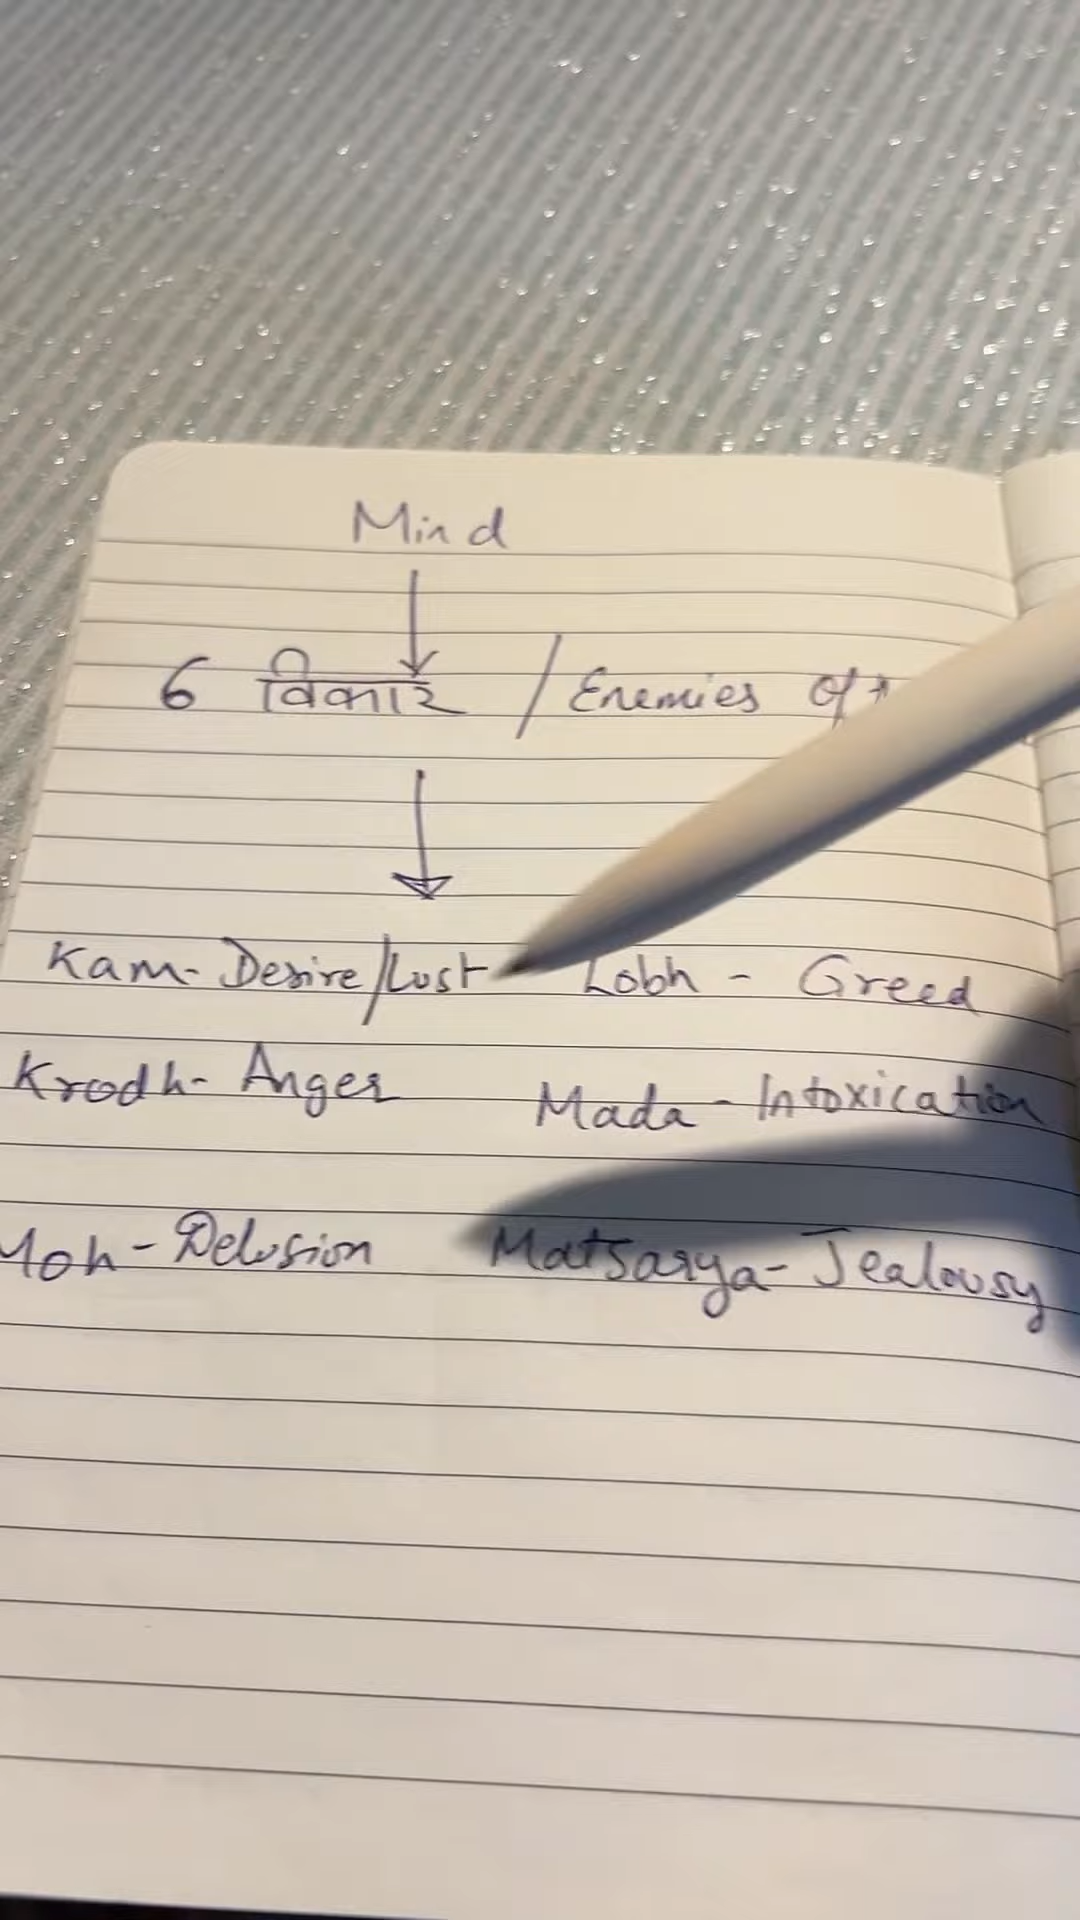 Mind
6 विकार / Enemies of
Kam- Desire/Lust Lobh - Greed
Krodh- Anger Mada - Intoxication
Moh - Delusion Matsarya- Jealousy